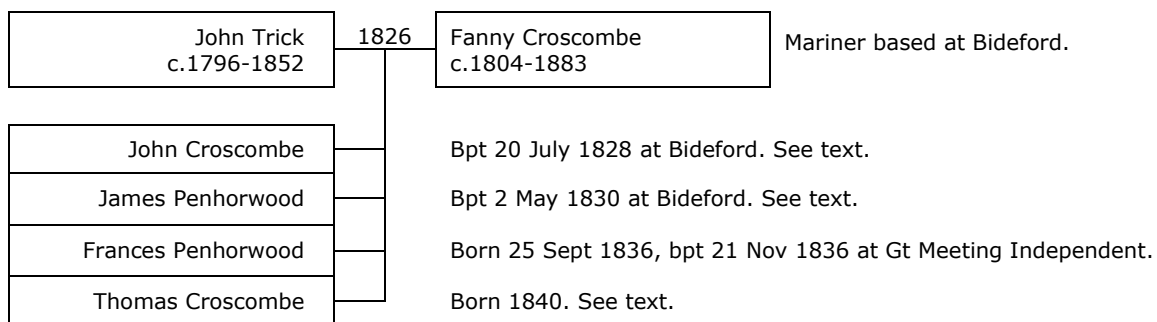 John Trick 1826 Fanny Croscombe Mariner based at Bideford.
c.1796-1852 c.1804-1883
John Croscombe Bpt 20 July 1828 at Bideford. See text.
James Penhorwood Bpt 2 May 1830 at Bideford. See text.
Frances Penhorwood Born 25 Sept 1836, bpt 21 Nov 1836 at Gt Meeting Independent.
Thomas Croscombe Born 1840. See text.